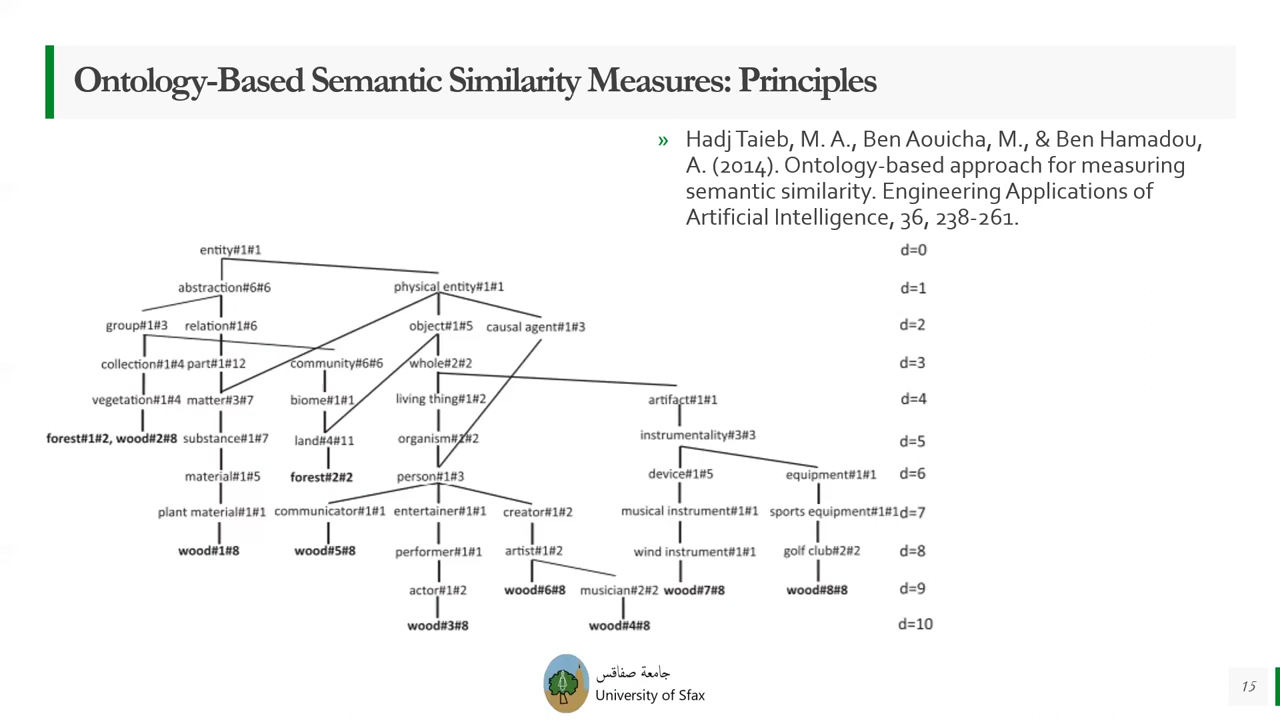 Ontology-Based Semantic Similarity Measures: Principles
» Hadj Taieb, M. A., Ben Aouicha, M., & Ben Hamadou,
A. (2014). Ontology-based approach for measuring
semantic similarity. Engineering Applications of
Artificial Intelligence, 36, 238-261.
entity#1#1 d=0
abstraction#6#6 physical entity#1#1 d=1
group#1#3 relation#1#6 object#1#5 causal agent#1#3 d=2
collection#1#4 part#1#12 community#6#6 whole#2#2 d=3
vegetation#1#4 matter#3#7 biome#1#1 living thing#1#2 artifact#1#1 d=4
forest#1#2, wood#2#8 substance#1#7 land#4#11 organism#2#2 instrumentality#3#3 d=5
material#1#5 forest#2#2 person#1#3 device#1#5 equipment#1#1 d=6
plant material#1#1 communicator#1#1 entertainer#1#1 creator#1#2 musical instrument#1#1 sports equipment#1#1 d=7
wood#1#8 wood#5#8 performer#1#1 artist#1#2 wind instrument#1#1 golf club#2#2 d=8
actor#1#2 wood#6#8 musician#2#2 wood#7#8 wood#8#8 d=9
wood#3#8 wood#4#8 d=10
جامعة صفاقس
University of Sfax
15